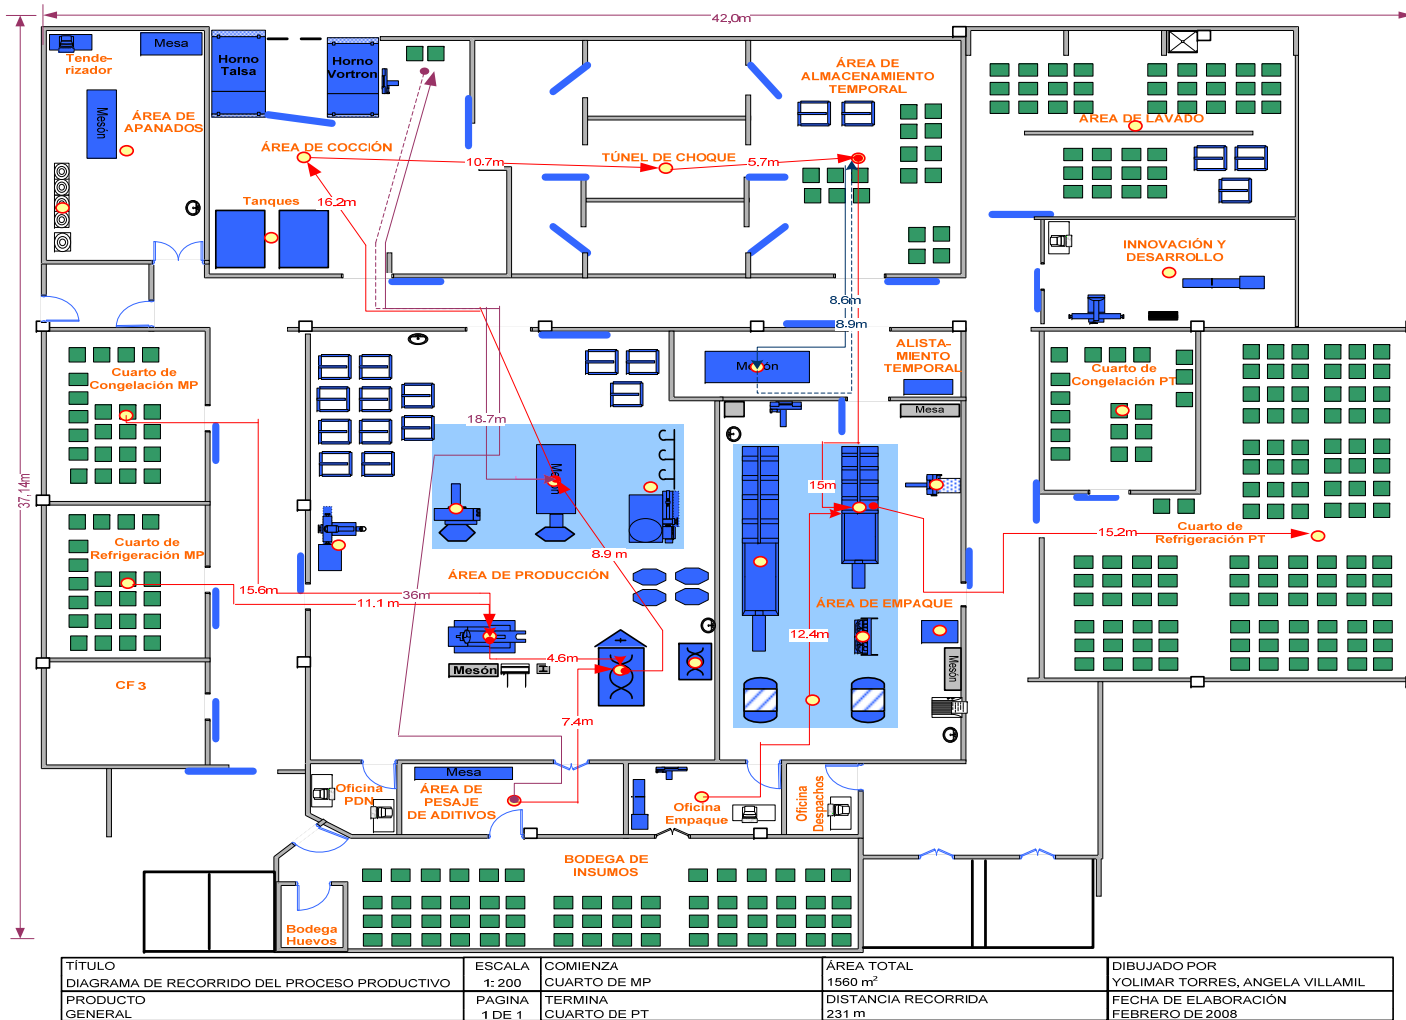 42,0m
37.14m
Tende-
rizador
Mesa
Mesón
ÁREA DE
APANADOS
Horno
Talsa
Horno
Vortron
ÁREA DE COCCIÓN
Tanques
16.2m
10.7m
TÚNEL DE CHOQUE
5.7m
ÁREA DE
ALMACENAMIENTO
TEMPORAL
ÁREA DE LAVADO
INNOVACIÓN Y
DESARROLLO
8.6m
8.9m
Mesón
ALISTA-
MIENTO
TEMPORAL
Mesa
Cuarto de
Congelación MP
Cuarto de
Refrigeración MP
CF 3
15.6m
11.1 m
36m
18.7m
Mesón
8.9 m
ÁREA DE PRODUCCIÓN
Mesón
4.6m
7.4m
15m
ÁREA DE EMPAQUE
12.4m
Mesón
Cuarto de
Congelación PT
15.2m
Cuarto de
Refrigeración PT
Oficina
PDN
Mesa
ÁREA DE
PESAJE
DE ADITIVOS
Oficina
Empaque
Oficina
Despachos
BODEGA DE
INSUMOS
Bodega
Huevos
TÍTULO
DIAGRAMA DE RECORRIDO DEL PROCESO PRODUCTIVO
ESCALA
1: 200
COMIENZA
CUARTO DE MP
ÁREA TOTAL
1560 m²
DIBUJADO POR
YOLIMAR TORRES, ANGELA VILLAMIL
PRODUCTO
GENERAL
PAGINA
1 DE 1
TERMINA
CUARTO DE PT
DISTANCIA RECORRIDA
231 m
FECHA DE ELABORACIÓN
FEBRERO DE 2008